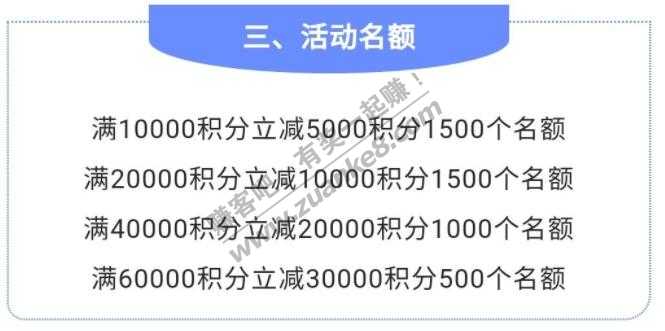 三、活动名额
满10000积分立减5000积分1500个名额
满20000积分立减10000积分1500个名额
满40000积分立减20000积分1000个名额
满60000积分立减30000积分500个名额
赚客吧，有奖一起赚！
www.zuanke8.com